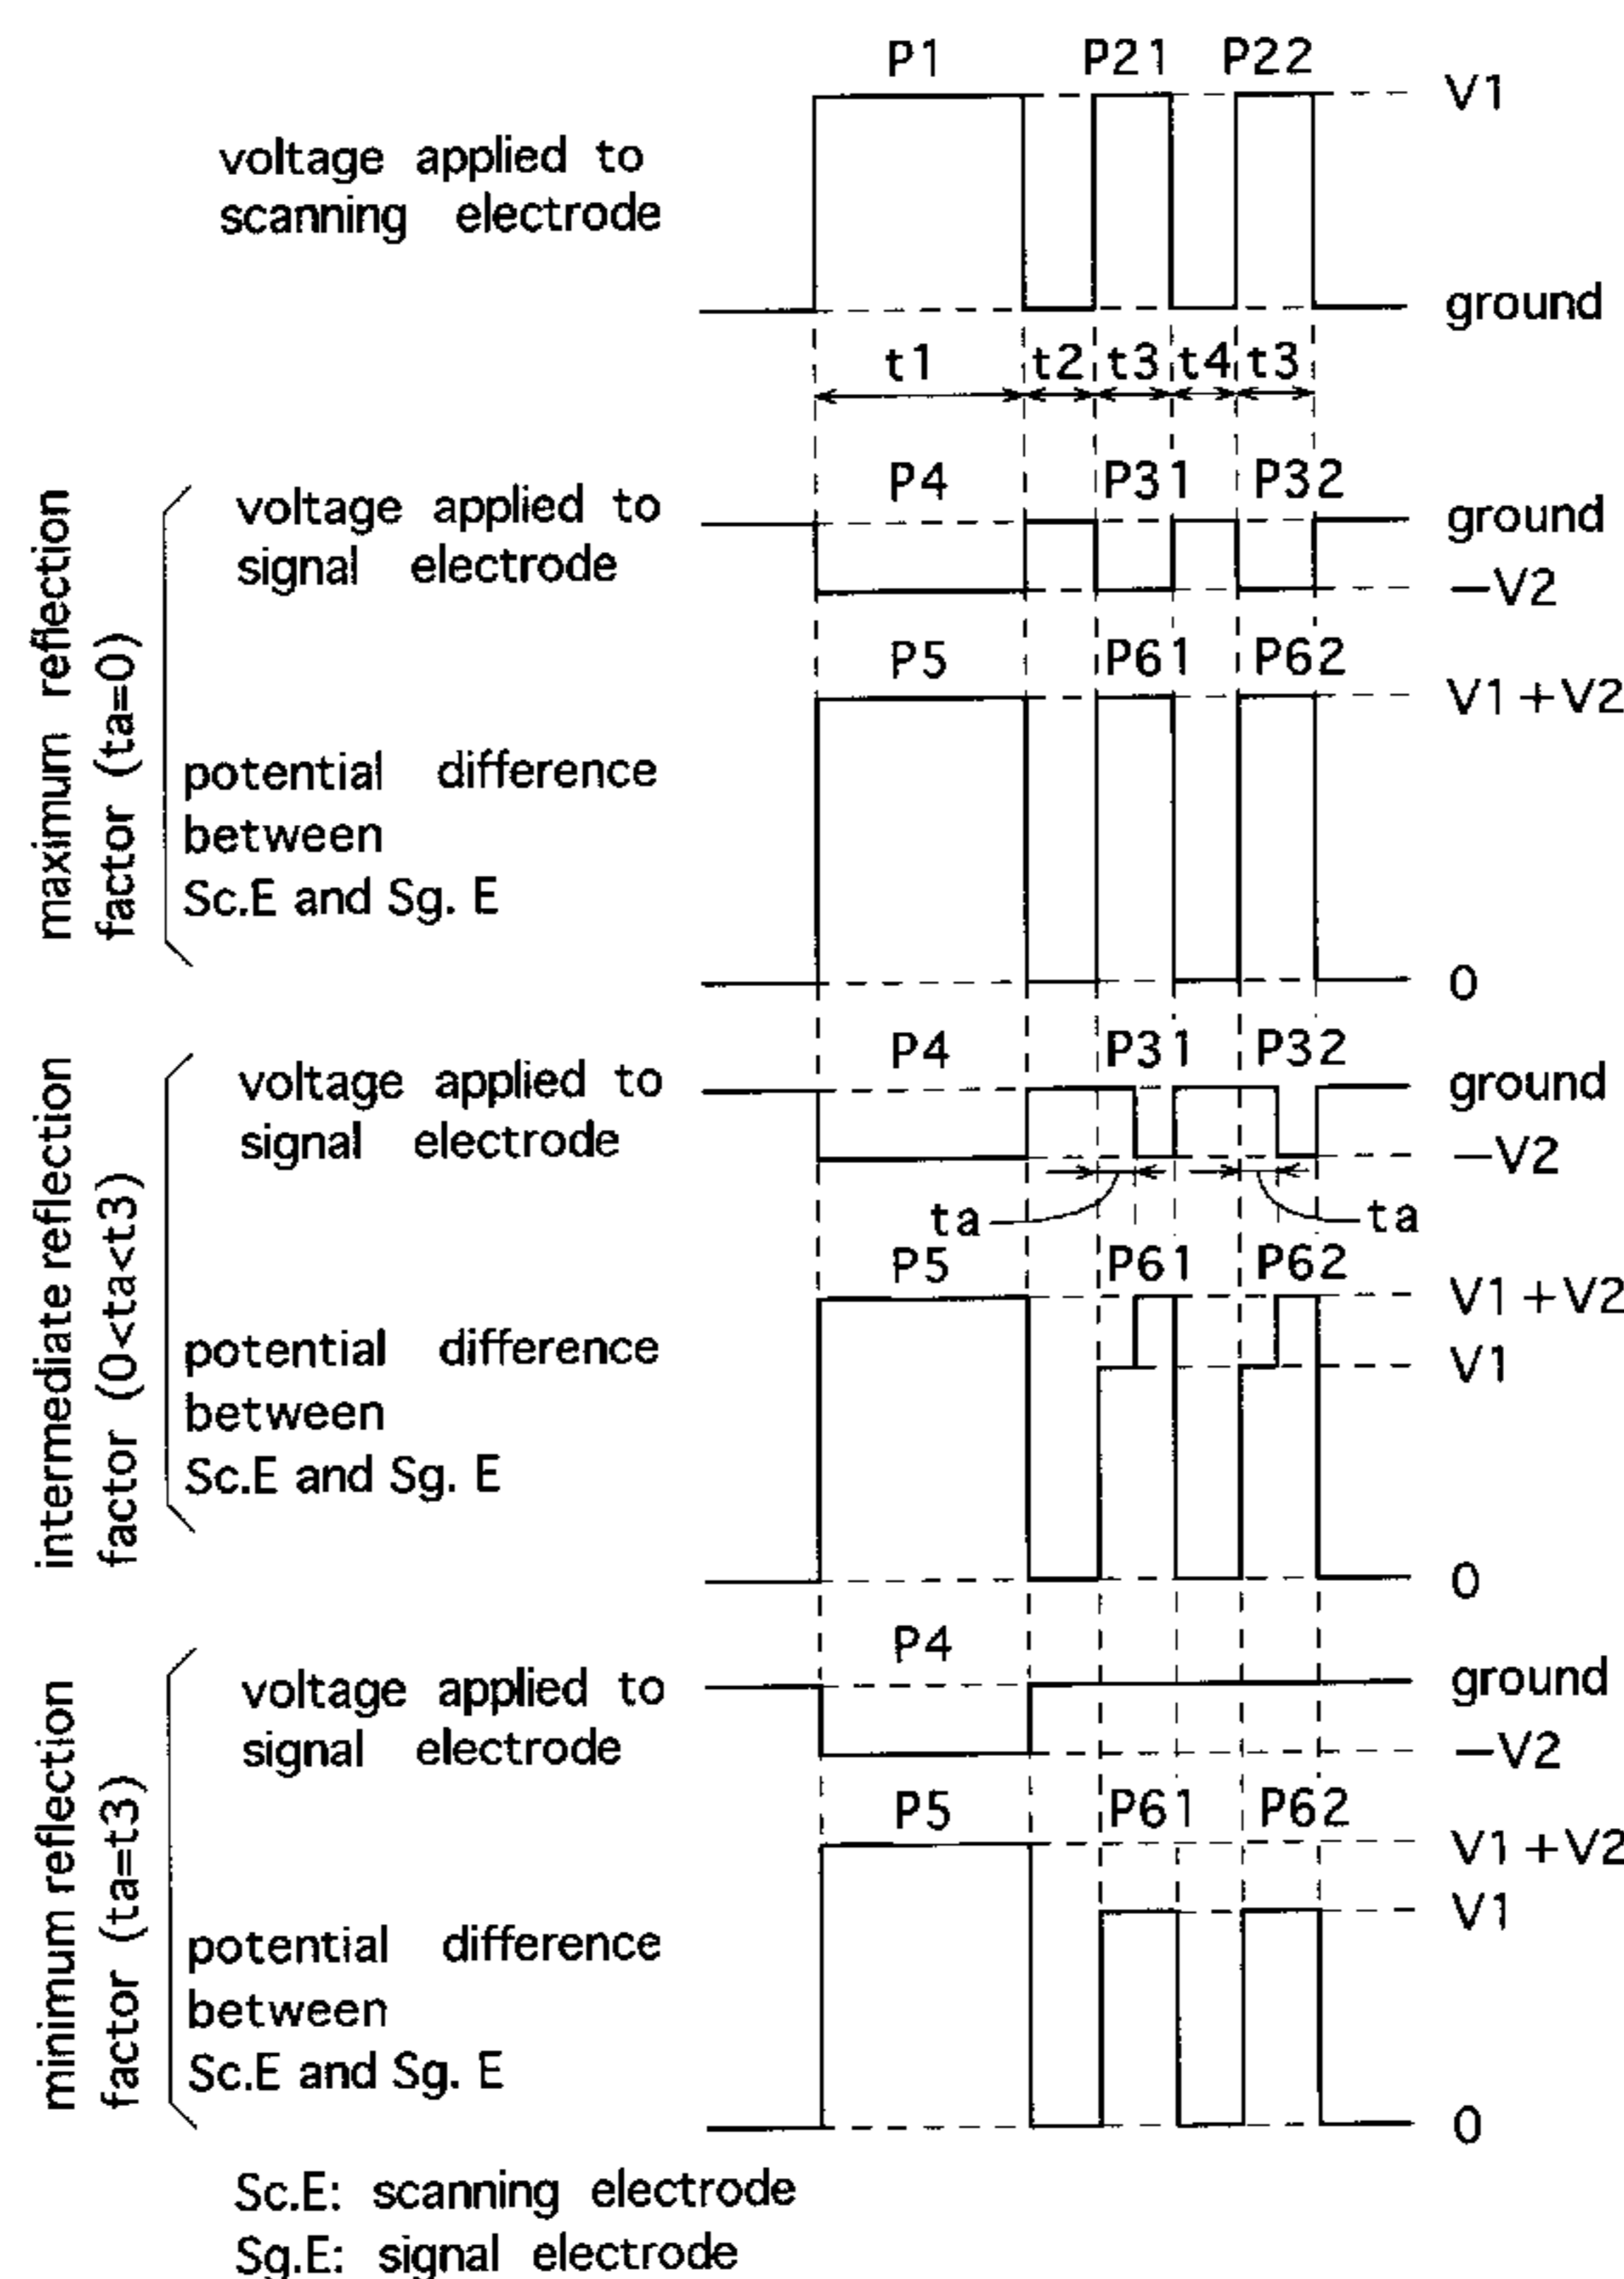 P1 P21 P22
V1
voltage applied to
scanning electrode
ground
t1 t2 t3 t4 t3
maximum reflection
factor (ta=0)
P4 P31 P32
voltage applied to
signal electrode
ground
−V2
P5 P61 P62
V1+V2
potential difference
between
Sc.E and Sg. E
0
intermediate reflection
factor (0<ta<t3)
P4 P31 P32
voltage applied to
signal electrode
ground
−V2
ta ta
P5 P61 P62
V1+V2
V1
potential difference
between
Sc.E and Sg. E
0
minimum reflection
factor (ta=t3)
P4
voltage applied to
signal electrode
ground
−V2
P5 P61 P62
V1+V2
V1
potential difference
between
Sc.E and Sg. E
0
Sc.E: scanning electrode
Sg.E: signal electrode